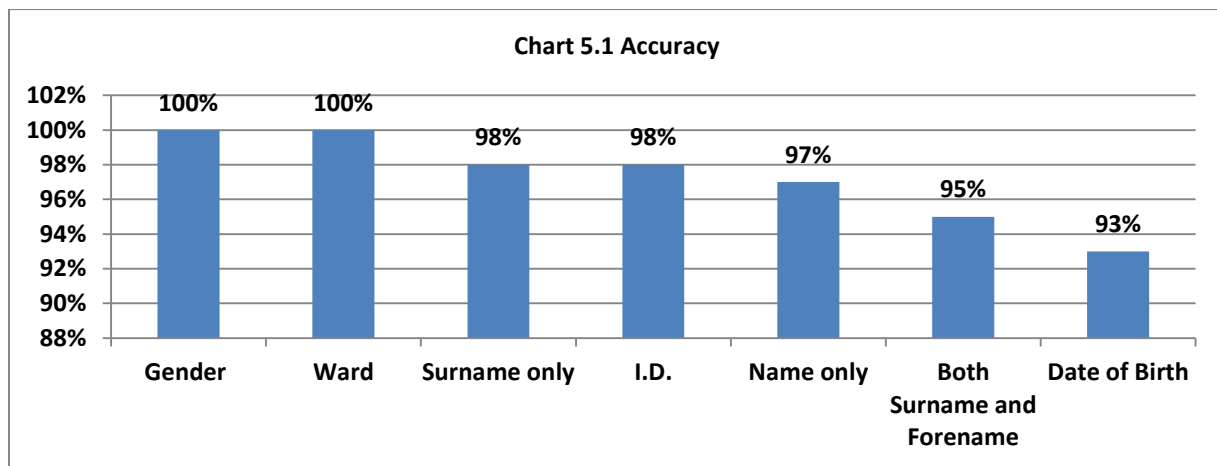 Chart 5.1 Accuracy
102%
100%
98%
96%
94%
92%
90%
88%
100%
100%
98%
98%
97%
95%
93%
Gender
Ward
Surname only
I.D.
Name only
Both
Surname and
Forename
Date of Birth